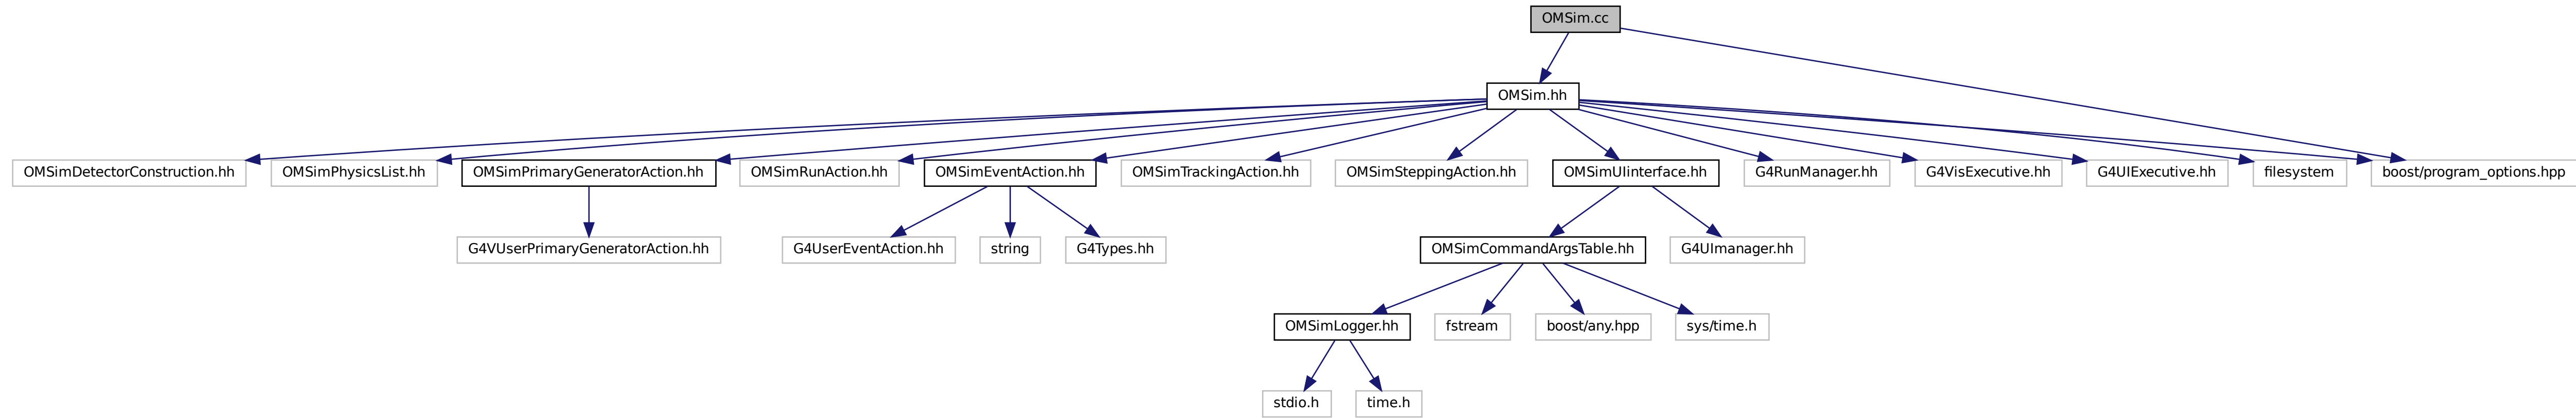 OMSim.cc
OMSim.hh
OMSimDetectorConstruction.hh
OMSimPhysicsList.hh
OMSimPrimaryGeneratorAction.hh
OMSimRunAction.hh
OMSimEventAction.hh
OMSimTrackingAction.hh
OMSimSteppingAction.hh
OMSimUIinterface.hh
G4RunManager.hh
G4VisExecutive.hh
G4UIExecutive.hh
filesystem
boost/program_options.hpp
G4VUserPrimaryGeneratorAction.hh
G4UserEventAction.hh
string
G4Types.hh
OMSimCommandArgsTable.hh
G4UImanager.hh
OMSimLogger.hh
fstream
boost/any.hpp
sys/time.h
stdio.h
time.h